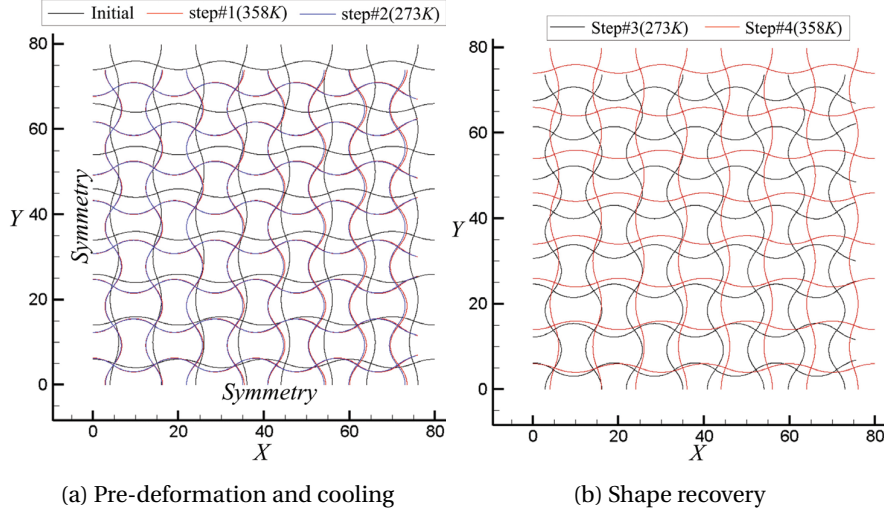 Initial step#1(358K) step#2(273K)
80
60
40
20
0
Y
Symmetry
Symmetry
0 20 40 60 80
X
(a) Pre-deformation and cooling
Step#3(273K) Step#4(358K)
80
60
40
20
0
Y
0 20 40 60 80
X
(b) Shape recovery